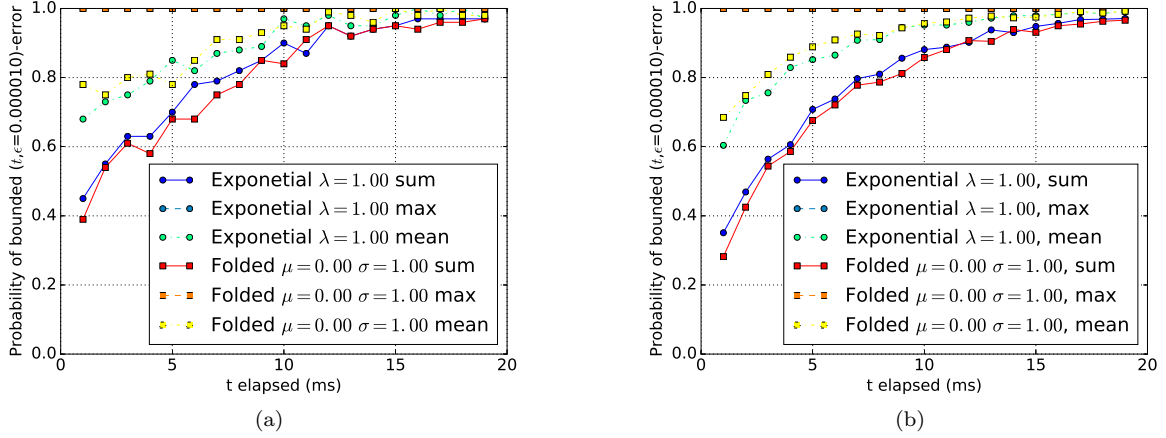 Probability of bounded (t,ϵ=0.000010)-error
1.0
0.8
0.6
0.4
0.2
0.0
Exponetial λ=1.00 sum
Exponetial λ=1.00 max
Exponetial λ=1.00 mean
Folded μ=0.00 σ=1.00 sum
Folded μ=0.00 σ=1.00 max
Folded μ=0.00 σ=1.00 mean
0 5 10 15 20
t elapsed (ms)
(a)
Probability of bounded (t,ϵ=0.000010)-error
1.0
0.8
0.6
0.4
0.2
0.0
Exponential λ=1.00, sum
Exponential λ=1.00, max
Exponential λ=1.00, mean
Folded μ=0.00 σ=1.00, sum
Folded μ=0.00 σ=1.00, max
Folded μ=0.00 σ=1.00, mean
0 5 10 15 20
t elapsed (ms)
(b)